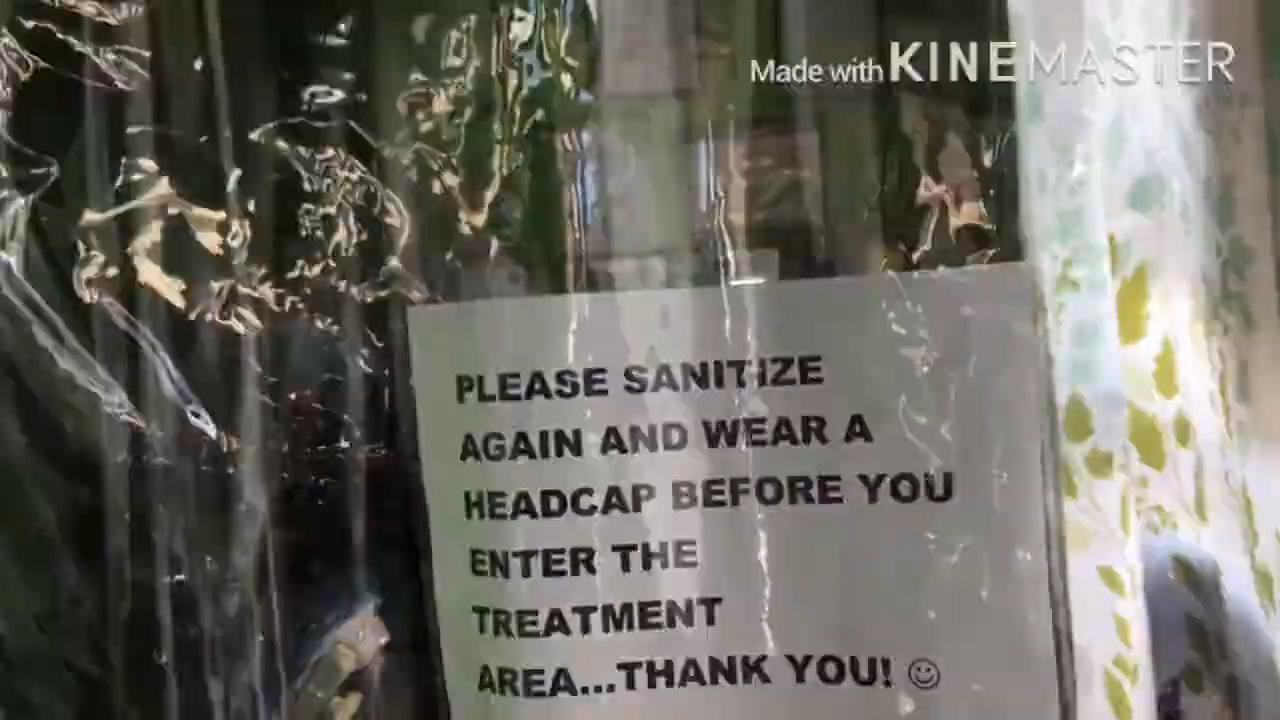 Made with KINEMASTER
PLEASE SANITIZE
AGAIN AND WEAR A
HEADCAP BEFORE YOU
ENTER THE
TREATMENT
AREA...THANK YOU! ☺